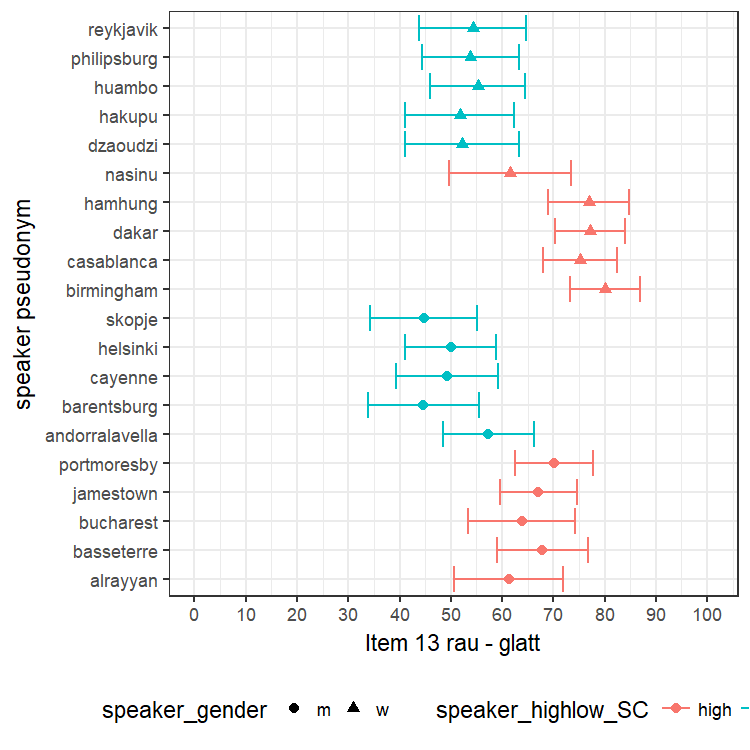 reykjavik
philipsburg
huambo
hakupu
dzaoudzi
nasinu
hamhung
dakar
casablanca
birmingham
skopje
helsinki
cayenne
barentsburg
andorralavella
portmoresby
jamestown
bucharest
basseterre
alrayyan
speaker pseudonym
0 10 20 30 40 50 60 70 80 90 100
Item 13 rau - glatt
speaker_gender m w speaker_highlow_SC high